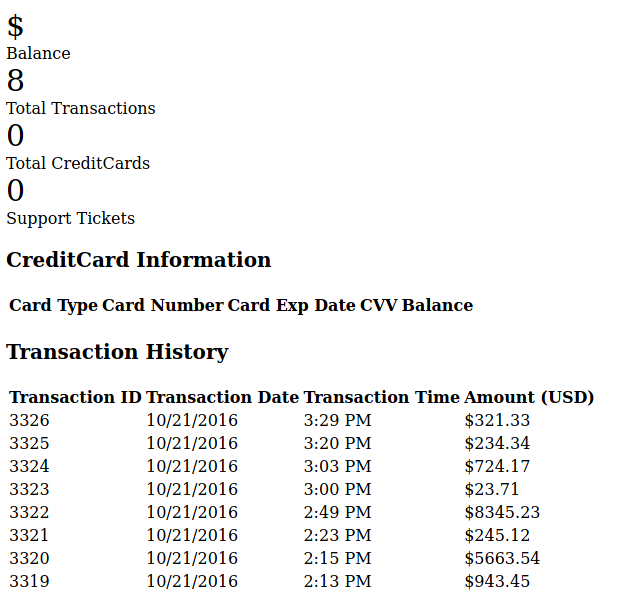 $
Balance
8
Total Transactions
0
Total CreditCards
0
Support Tickets
CreditCard Information
Card Type Card Number Card Exp Date CVV Balance
Transaction History
Transaction ID Transaction Date Transaction Time Amount (USD)
3326 10/21/2016 3:29 PM $321.33
3325 10/21/2016 3:20 PM $234.34
3324 10/21/2016 3:03 PM $724.17
3323 10/21/2016 3:00 PM $23.71
3322 10/21/2016 2:49 PM $8345.23
3321 10/21/2016 2:23 PM $245.12
3320 10/21/2016 2:15 PM $5663.54
3319 10/21/2016 2:13 PM $943.45